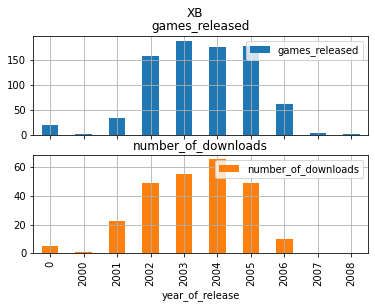 XB
games_released
games_released
150
100
50
0
number_of_downloads
number_of_downloads
60
40
20
0
0 2000 2001 2002 2003 2004 2005 2006 2007 2008
year_of_release